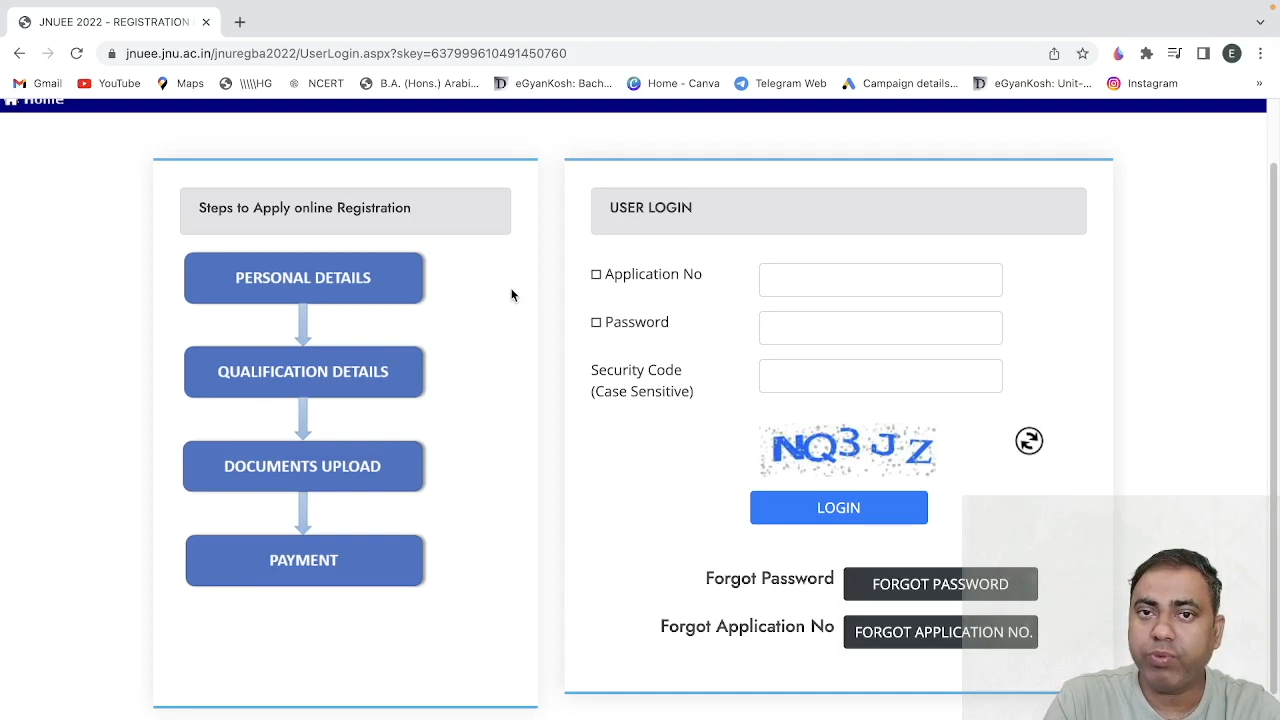 JNUEE 2022 - REGISTRATION
jnuee.jnu.ac.in/jnuregba2022/UserLogin.aspx?skey=637999610491450760
E
Gmail
YouTube
Maps
\\\\\HG
NCERT
B.A. (Hons.) Arabi...
eGyanKosh: Bach...
Home - Canva
Telegram Web
Campaign details...
eGyanKosh: Unit-...
Instagram
»
Home
Steps to Apply online Registration
PERSONAL DETAILS
QUALIFICATION DETAILS
DOCUMENTS UPLOAD
PAYMENT
USER LOGIN
Application No
Password
Security Code
(Case Sensitive)
NQ3JZ
LOGIN
Forgot Password
FORGOT PASSWORD
Forgot Application No
FORGOT APPLICATION NO.